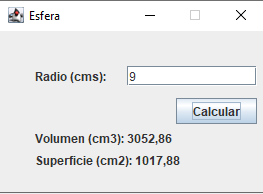 Esfera
Radio (cms): 9
Calcular
Volumen (cm3): 3052,86
Superficie (cm2): 1017,88